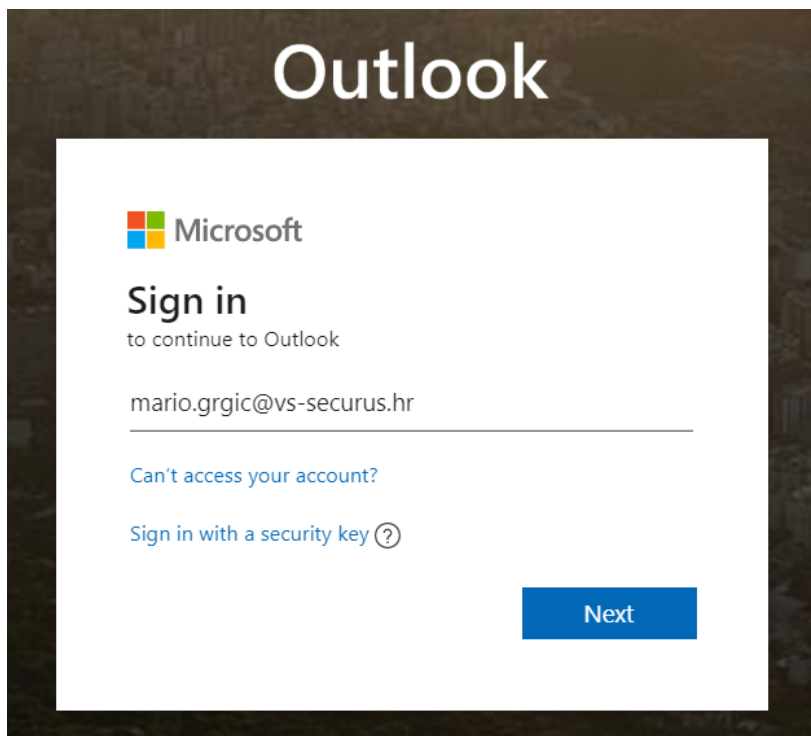 Outlook
Microsoft
Sign in
to continue to Outlook
mario.grgic@vs-securus.hr
Can't access your account?
Sign in with a security key ?
Next